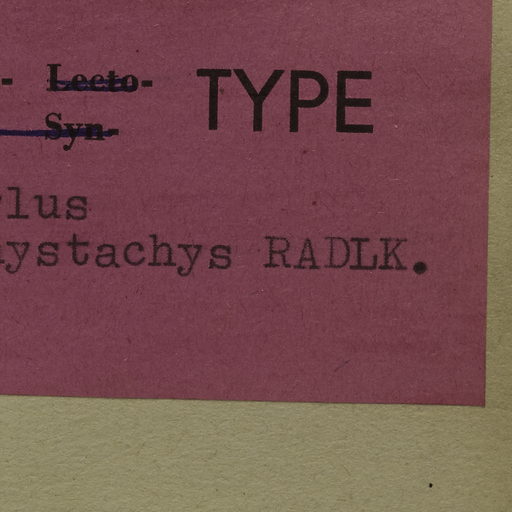 - Lecto- TYPE
Syn-
lus
ystachys RADLK.